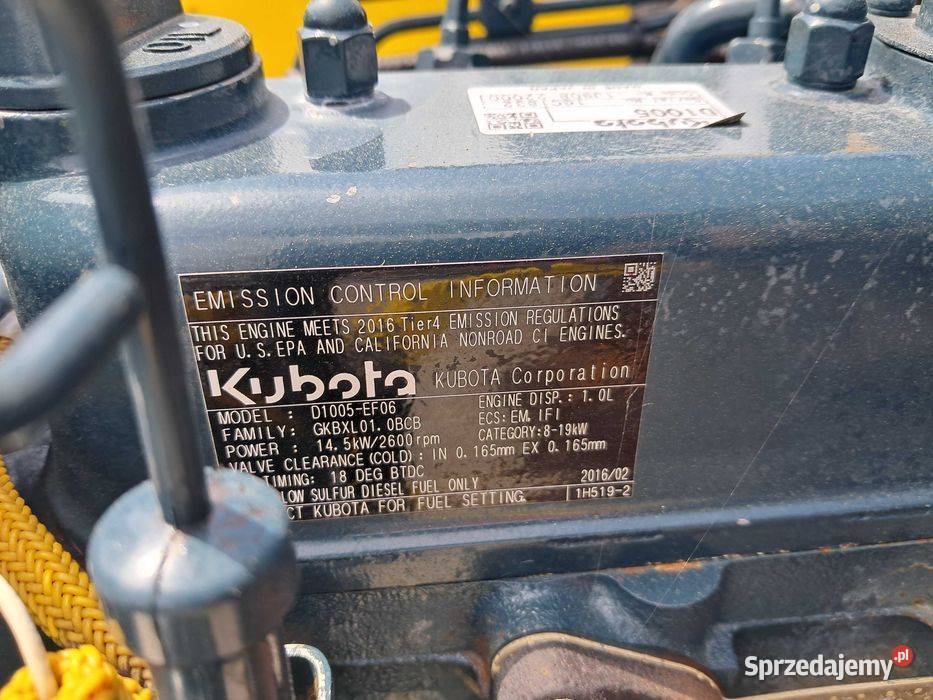 Kubota
D1005
EMISSION CONTROL INFORMATION
THIS ENGINE MEETS 2016 Tier4 EMISSION REGULATIONS
FOR U.S. EPA AND CALIFORNIA NONROAD CI ENGINES.
Kubota KUBOTA Corporation
MODEL : D1005-EF06 ENGINE DISP.: 1.0L
FAMILY: GKBXL01.0BCB ECS: EM, IFI
POWER : 14.5kW/2600rpm CATEGORY: 8-19kW
VALVE CLEARANCE (COLD) : IN 0.165mm EX 0.165mm
TIMING: 18 DEG BTDC 2016/02
LOW SULFUR DIESEL FUEL ONLY
CT KUBOTA FOR FUEL SETTING. 1H519-2
Sprzedajemy.pl